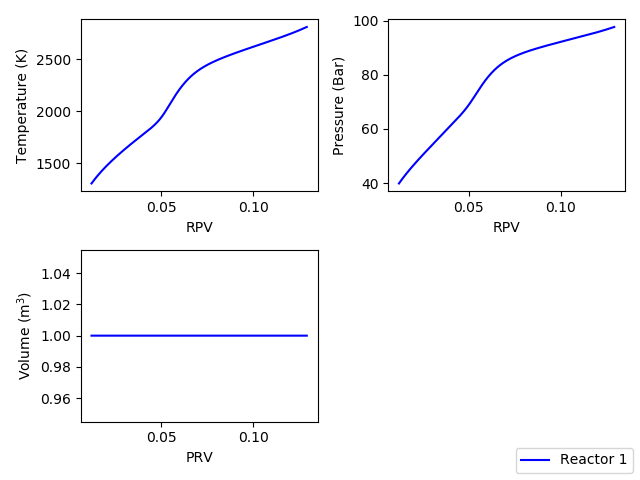 2500
2000
1500
Temperature (K)
0.05 0.10
RPV
100
80
60
40
Pressure (Bar)
0.05 0.10
RPV
1.04
1.02
1.00
0.98
0.96
Volume (m³)
0.05 0.10
PRV
Reactor 1